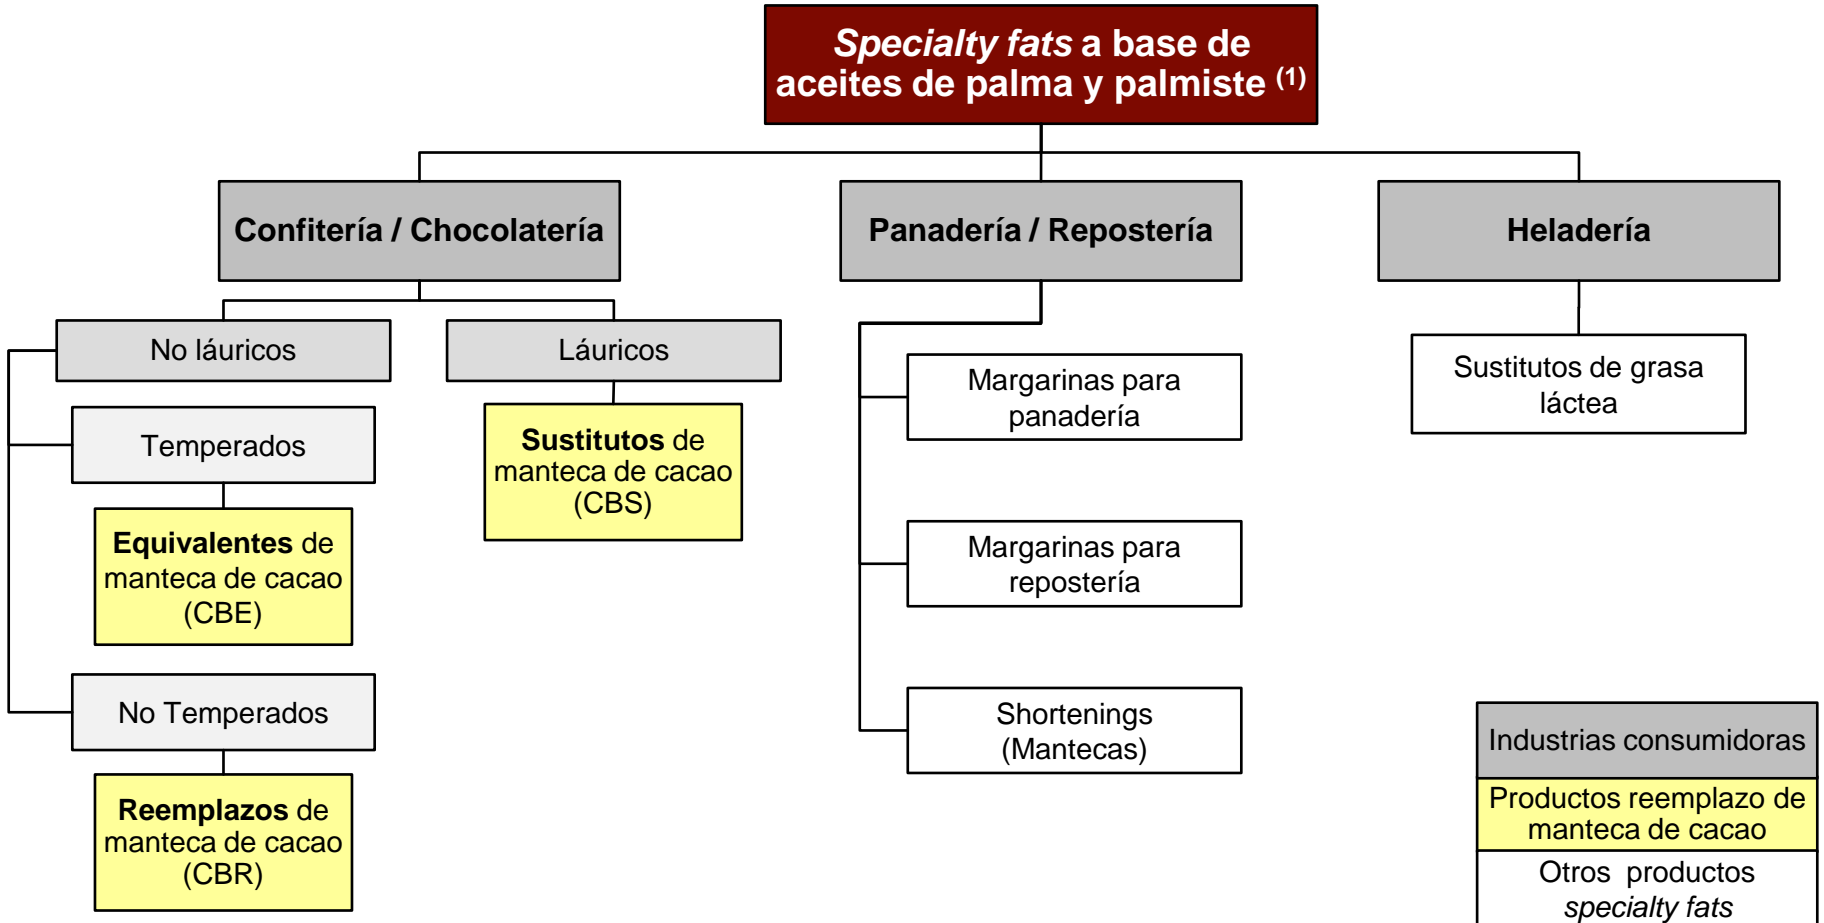 Specialty fats a base de
aceites de palma y palmiste (1)
Confitería / Chocolatería
Panadería / Repostería
Heladería
No láuricos
Láuricos
Temperados
Equivalentes de
manteca de cacao
(CBE)
No Temperados
Reemplazos de
manteca de cacao
(CBR)
Sustitutos de
manteca de cacao
(CBS)
Margarinas para
panadería
Margarinas para
repostería
Shortenings
(Mantecas)
Sustitutos de grasa
láctea
Industrias consumidoras
Productos reemplazo de
manteca de cacao
Otros productos
specialty fats